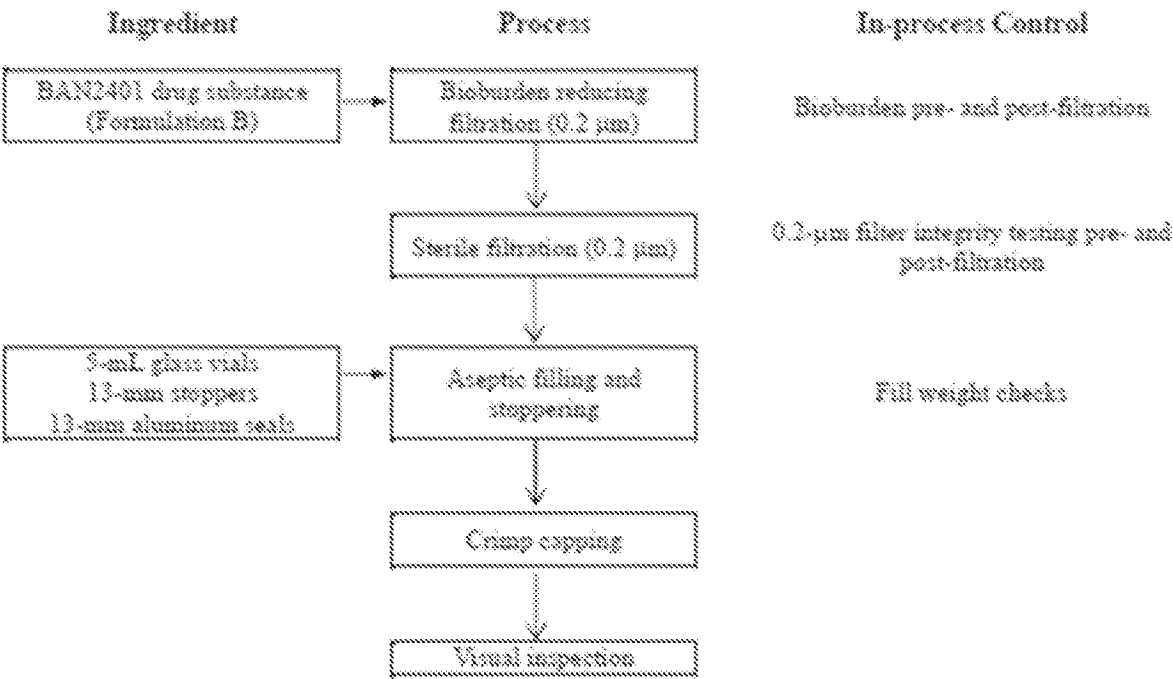 Ingredient
Process
In-process Control
BAN2401 drug substance
(Formulation B)
Bioburden reducing
filtration (0.2 µm)
Bioburden pre- and post-filtration
Sterile filtration (0.2 µm)
0.2-µm filter integrity testing pre- and
post-filtration
5-mL glass vials
13-mm stoppers
13-mm aluminum seals
Aseptic filling and
stoppering
Fill weight checks
Crimp capping
Visual inspection